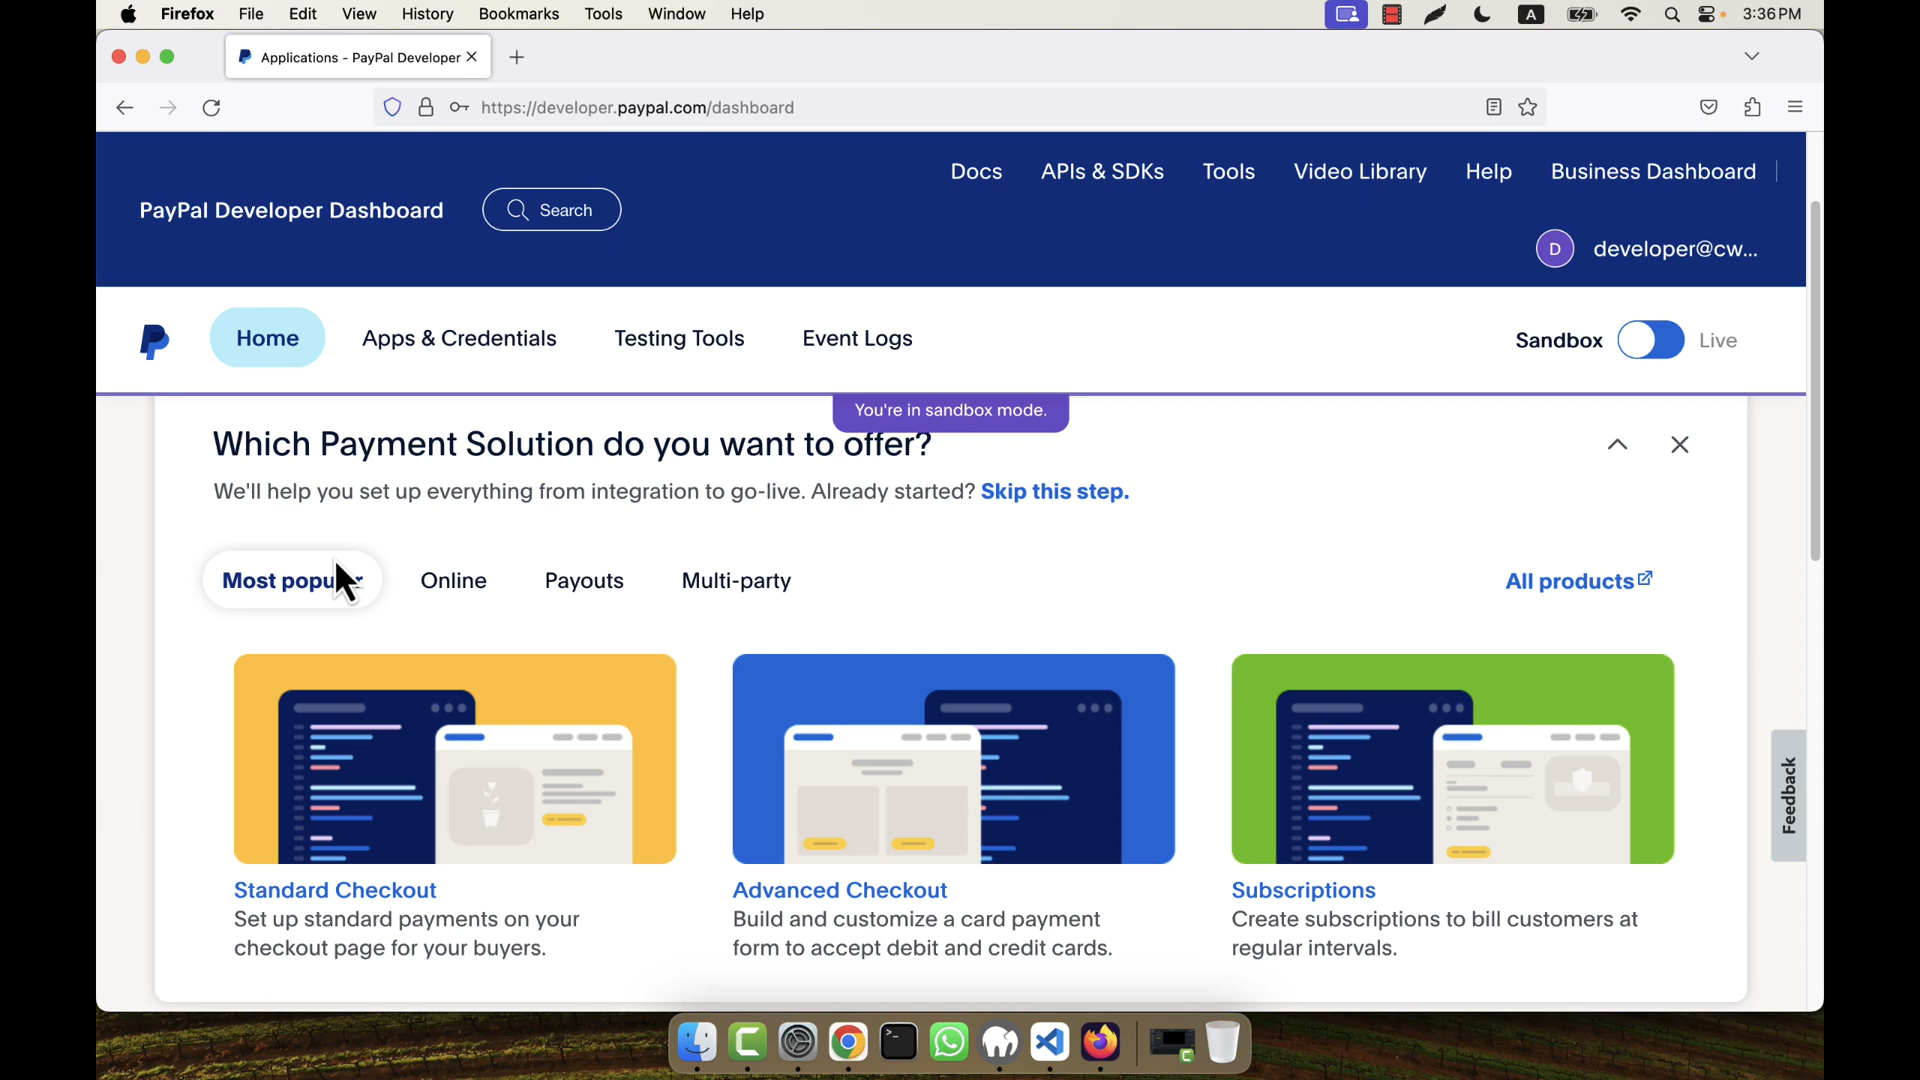 Firefox File Edit View History Bookmarks Tools Window Help A 3:36 PM
Applications - PayPal Developer
https://developer.paypal.com/dashboard
Docs APIs & SDKs Tools Video Library Help Business Dashboard
PayPal Developer Dashboard Search
D developer@cw...
Home Apps & Credentials Testing Tools Event Logs Sandbox Live
You're in sandbox mode.
Which Payment Solution do you want to offer?
We'll help you set up everything from integration to go-live. Already started? Skip this step.
Most Online Payouts Multi-party All products
Feedback
Standard Checkout
Set up standard payments on your
checkout page for your buyers.
Advanced Checkout
Build and customize a card payment
form to accept debit and credit cards.
Subscriptions
Create subscriptions to bill customers at
regular intervals.